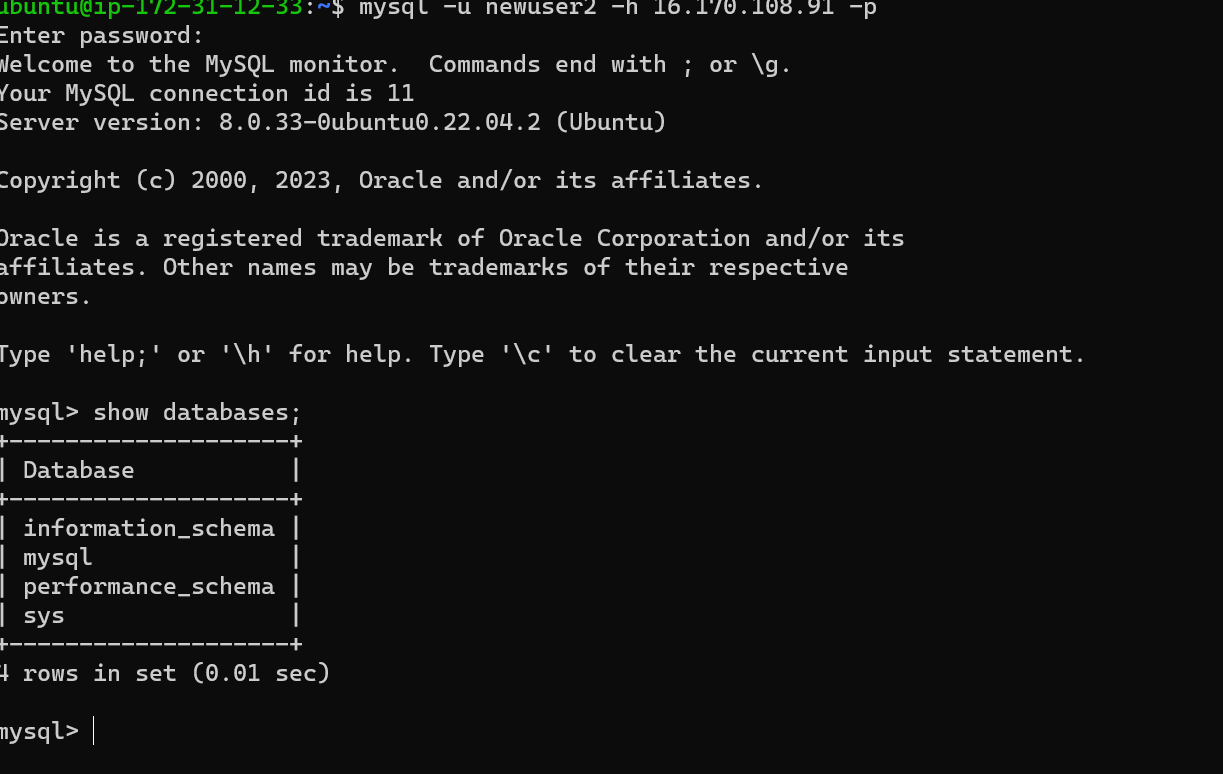 ubuntu@ip-172-31-12-33:~$ mysql -u newuser2 -h 16.170.108.91 -p
Enter password:
Welcome to the MySQL monitor.  Commands end with ; or \g.
Your MySQL connection id is 11
Server version: 8.0.33-0ubuntu0.22.04.2 (Ubuntu)

Copyright (c) 2000, 2023, Oracle and/or its affiliates.

Oracle is a registered trademark of Oracle Corporation and/or its
affiliates. Other names may be trademarks of their respective
owners.

Type 'help;' or '\h' for help. Type '\c' to clear the current input statement.

mysql> show databases;
+--------------------+
| Database           |
+--------------------+
| information_schema |
| mysql              |
| performance_schema |
| sys                |
+--------------------+
4 rows in set (0.01 sec)

mysql>